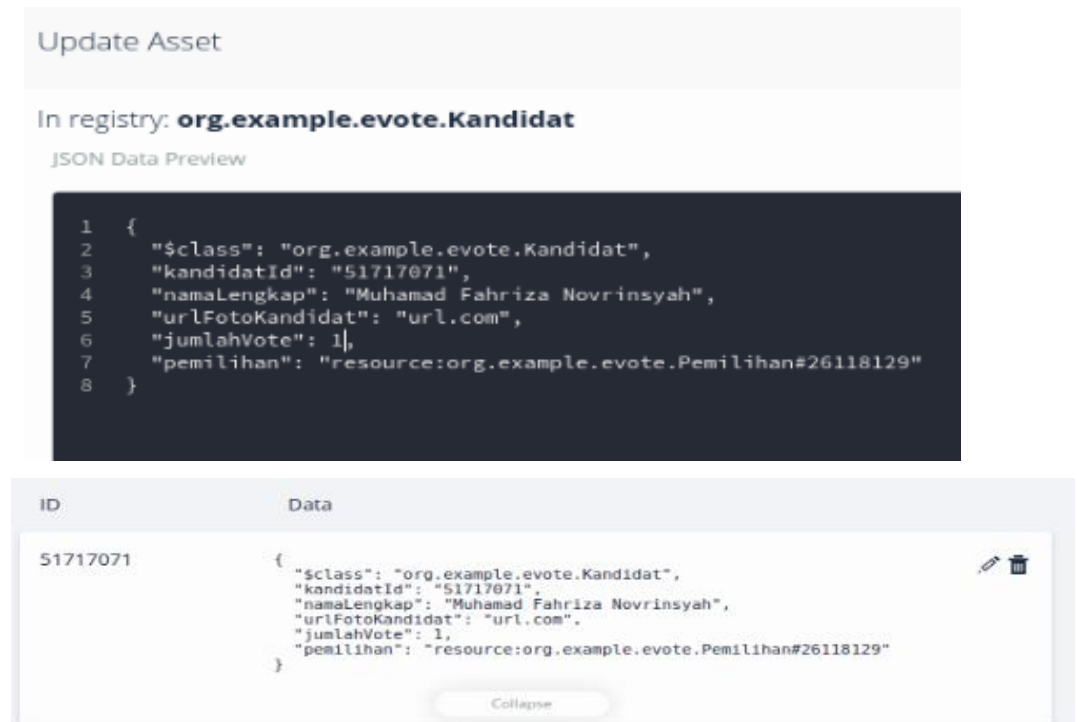 Update Asset
In registry: org.example.evote.Kandidat
JSON Data Preview
1 {
2 "$class": "org.example.evote.Kandidat",
3 "kandidatId": "51717071",
4 "namaLengkap": "Muhamad Fahriza Novrinsyah",
5 "urlFotoKandidat": "url.com",
6 "jumlahVote": 1,
7 "pemilihan": "resource:org.example.evote.Pemilihan#26118129"
8 }
ID Data
51717071 {
"$class": "org.example.evote.Kandidat",
"kandidatId": "51717071",
"namaLengkap": "Muhamad Fahriza Novrinsyah",
"urlFotoKandidat": "url.com",
"jumlahVote": 1,
"pemilihan": "resource:org.example.evote.Pemilihan#26118129"
}
Collapse